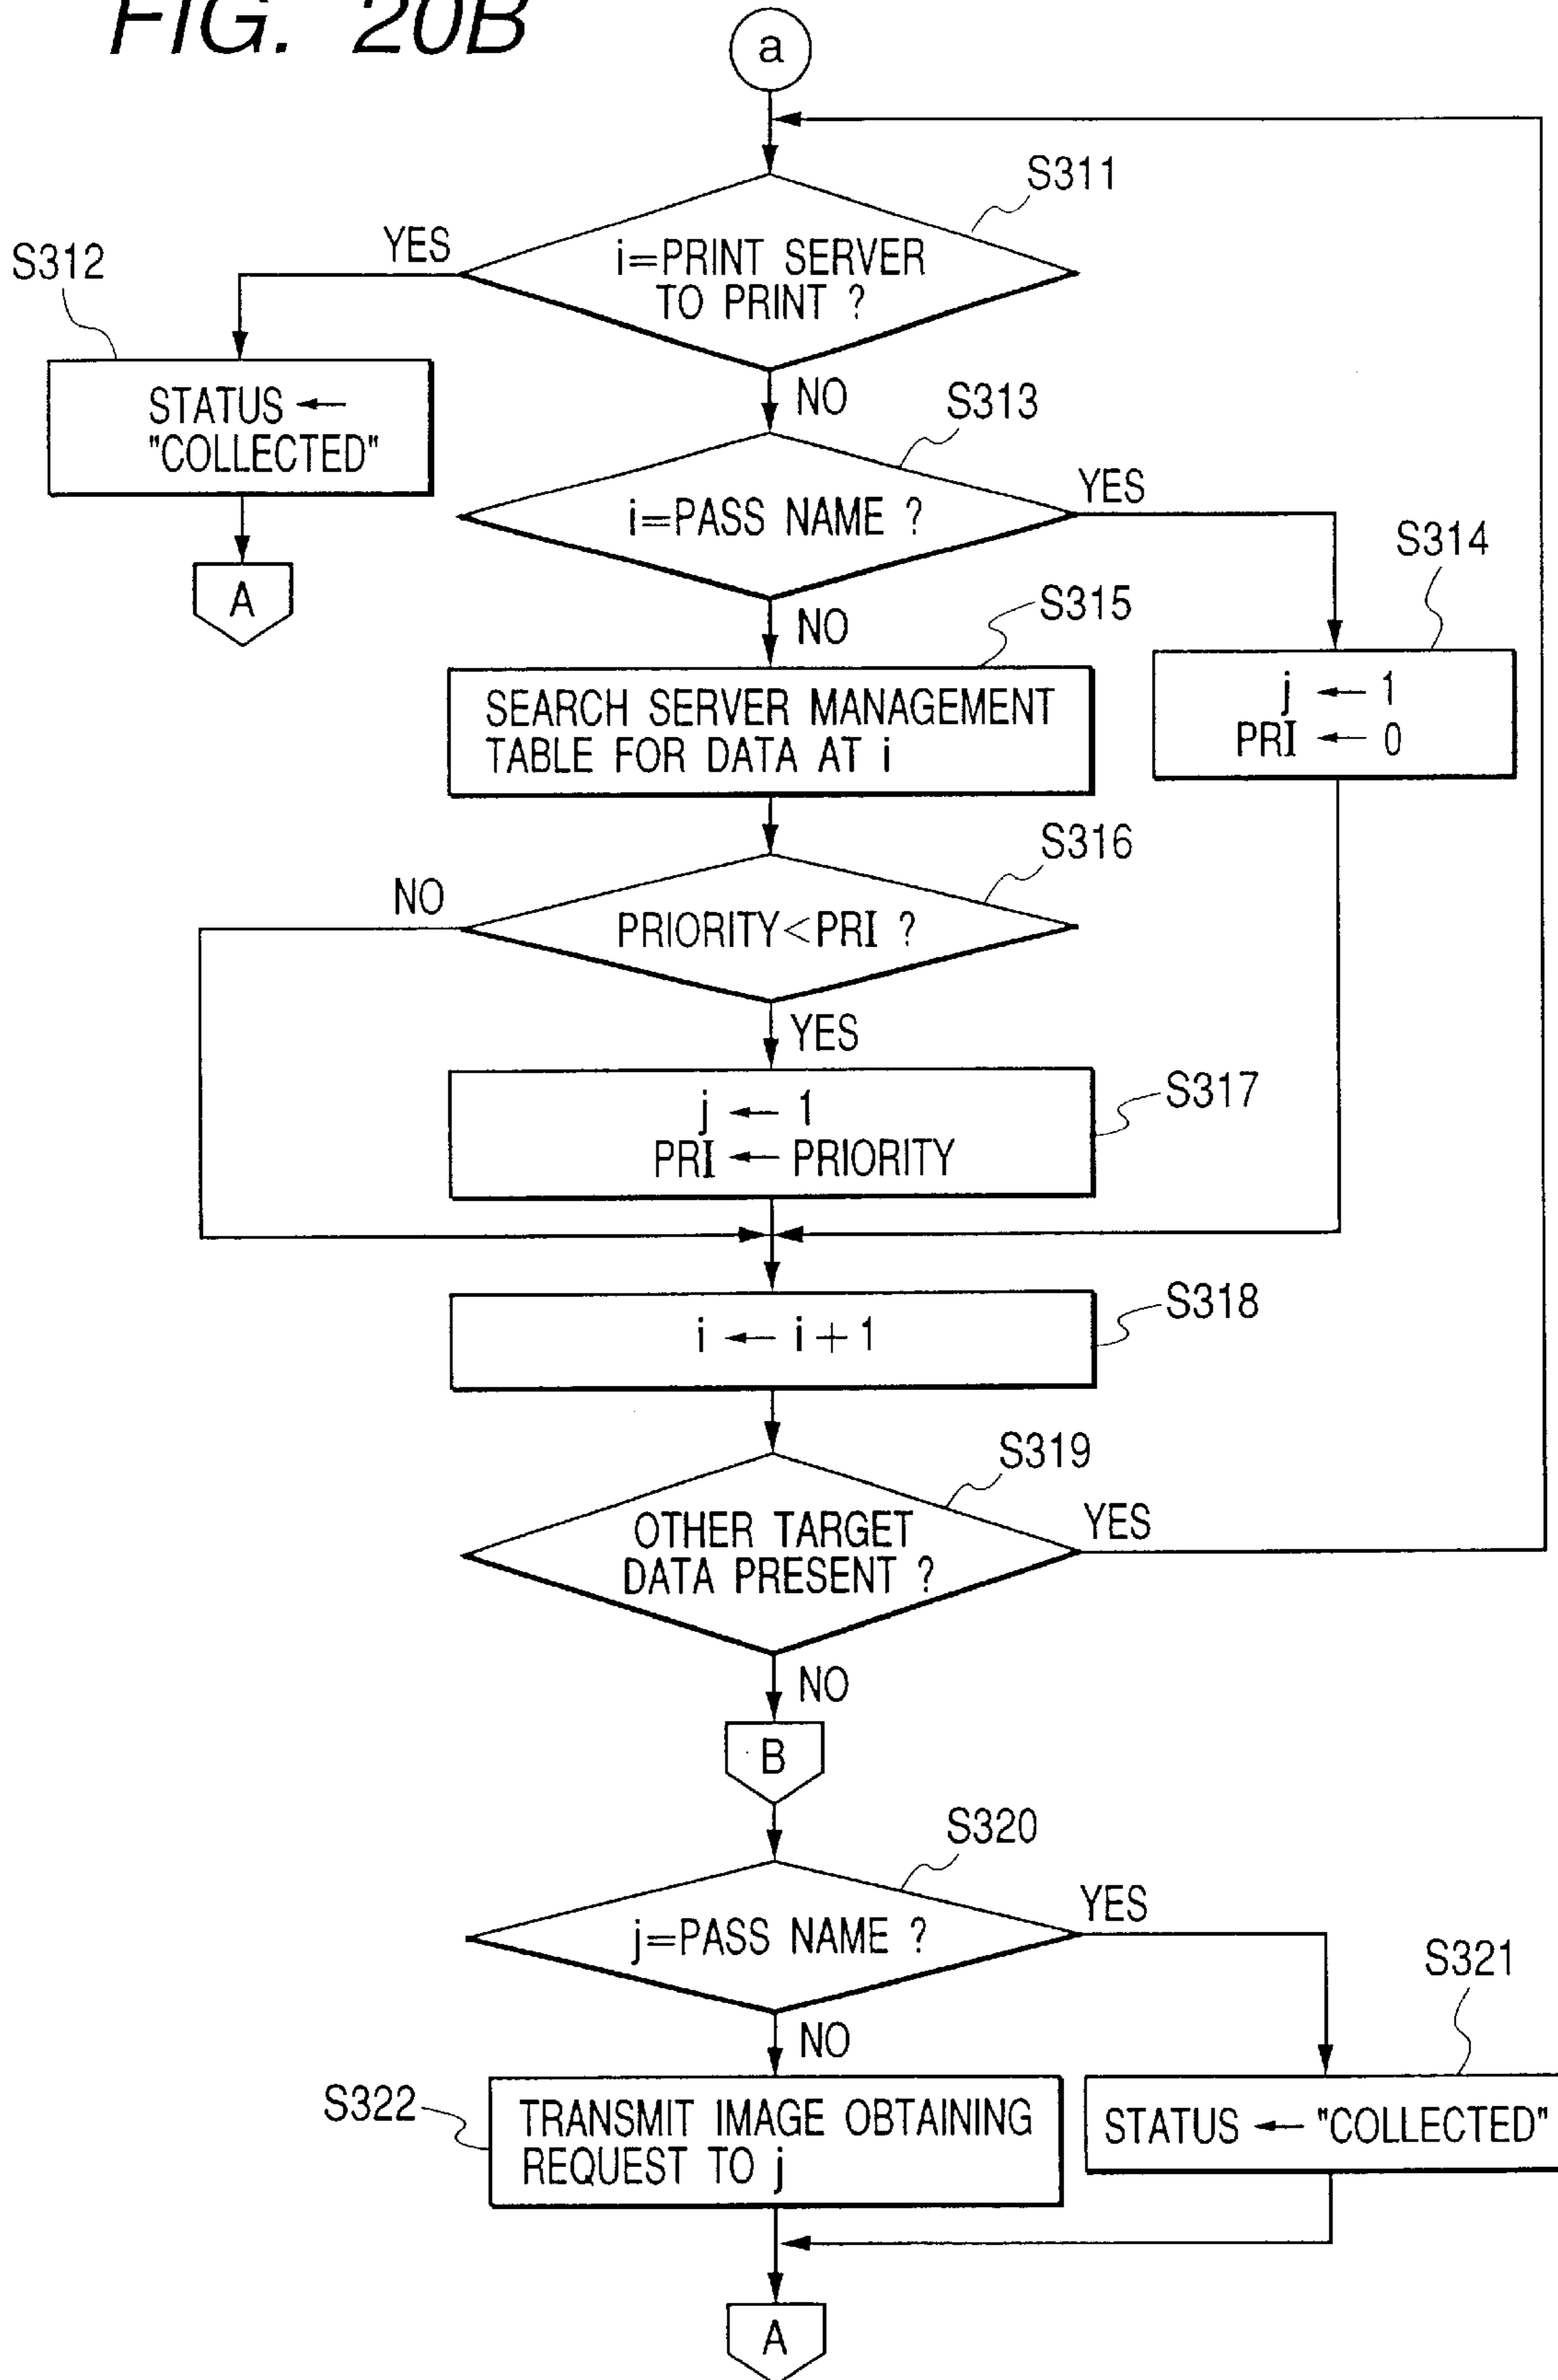 FIG. 20B
a
S311
i=PRINT SERVER
TO PRINT ?
YES
S312
STATUS ←
"COLLECTED"
A
NO
S313
i=PASS NAME ?
YES
S314
j ← 1
PRI ← 0
NO
S315
SEARCH SERVER MANAGEMENT
TABLE FOR DATA AT i
S316
NO
PRIORITY<PRI ?
YES
S317
j ← 1
PRI ← PRIORITY
S318
i ← i+1
S319
OTHER TARGET
DATA PRESENT ?
YES
NO
B
S320
j=PASS NAME ?
YES
S321
STATUS ← "COLLECTED"
NO
S322
TRANSMIT IMAGE OBTAINING
REQUEST TO j
A